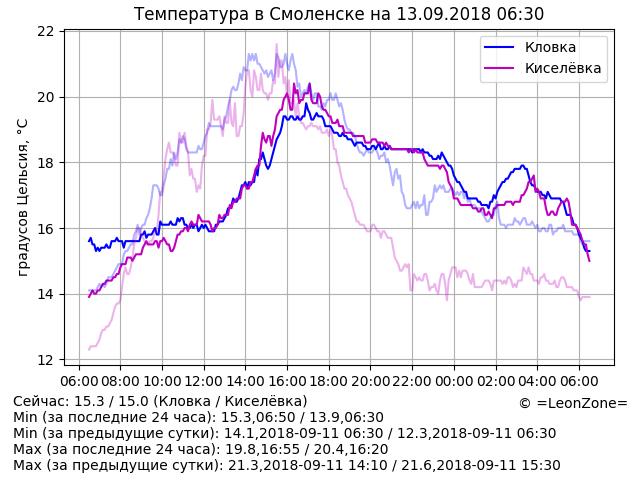 Температура в Смоленске на 13.09.2018 06:30
Кловка
Киселёвка
градусов Цельсия, °C
22
20
18
16
14
12
06:00 08:00 10:00 12:00 14:00 16:00 18:00 20:00 22:00 00:00 02:00 04:00 06:00
Сейчас: 15.3 / 15.0 (Кловка / Киселёвка)
© =LeonZone=
Min (за последние 24 часа): 15.3,06:50 / 13.9,06:30
Min (за предыдущие сутки): 14.1,2018-09-11 06:30 / 12.3,2018-09-11 06:30
Max (за последние 24 часа): 19.8,16:55 / 20.4,16:20
Max (за предыдущие сутки): 21.3,2018-09-11 14:10 / 21.6,2018-09-11 15:30